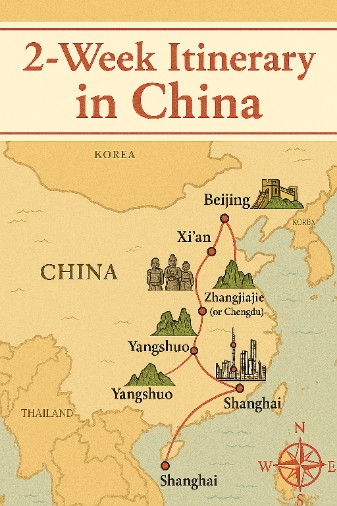 2-Week Itinerary
in China
KOREA
Beijing
KOREA
Xi'an
CHINA
Zhangjiajie
(or Chengdu)
Yangshuo
Yangshuo
Shanghai
THAILAND
Shanghai
N
W
E
S